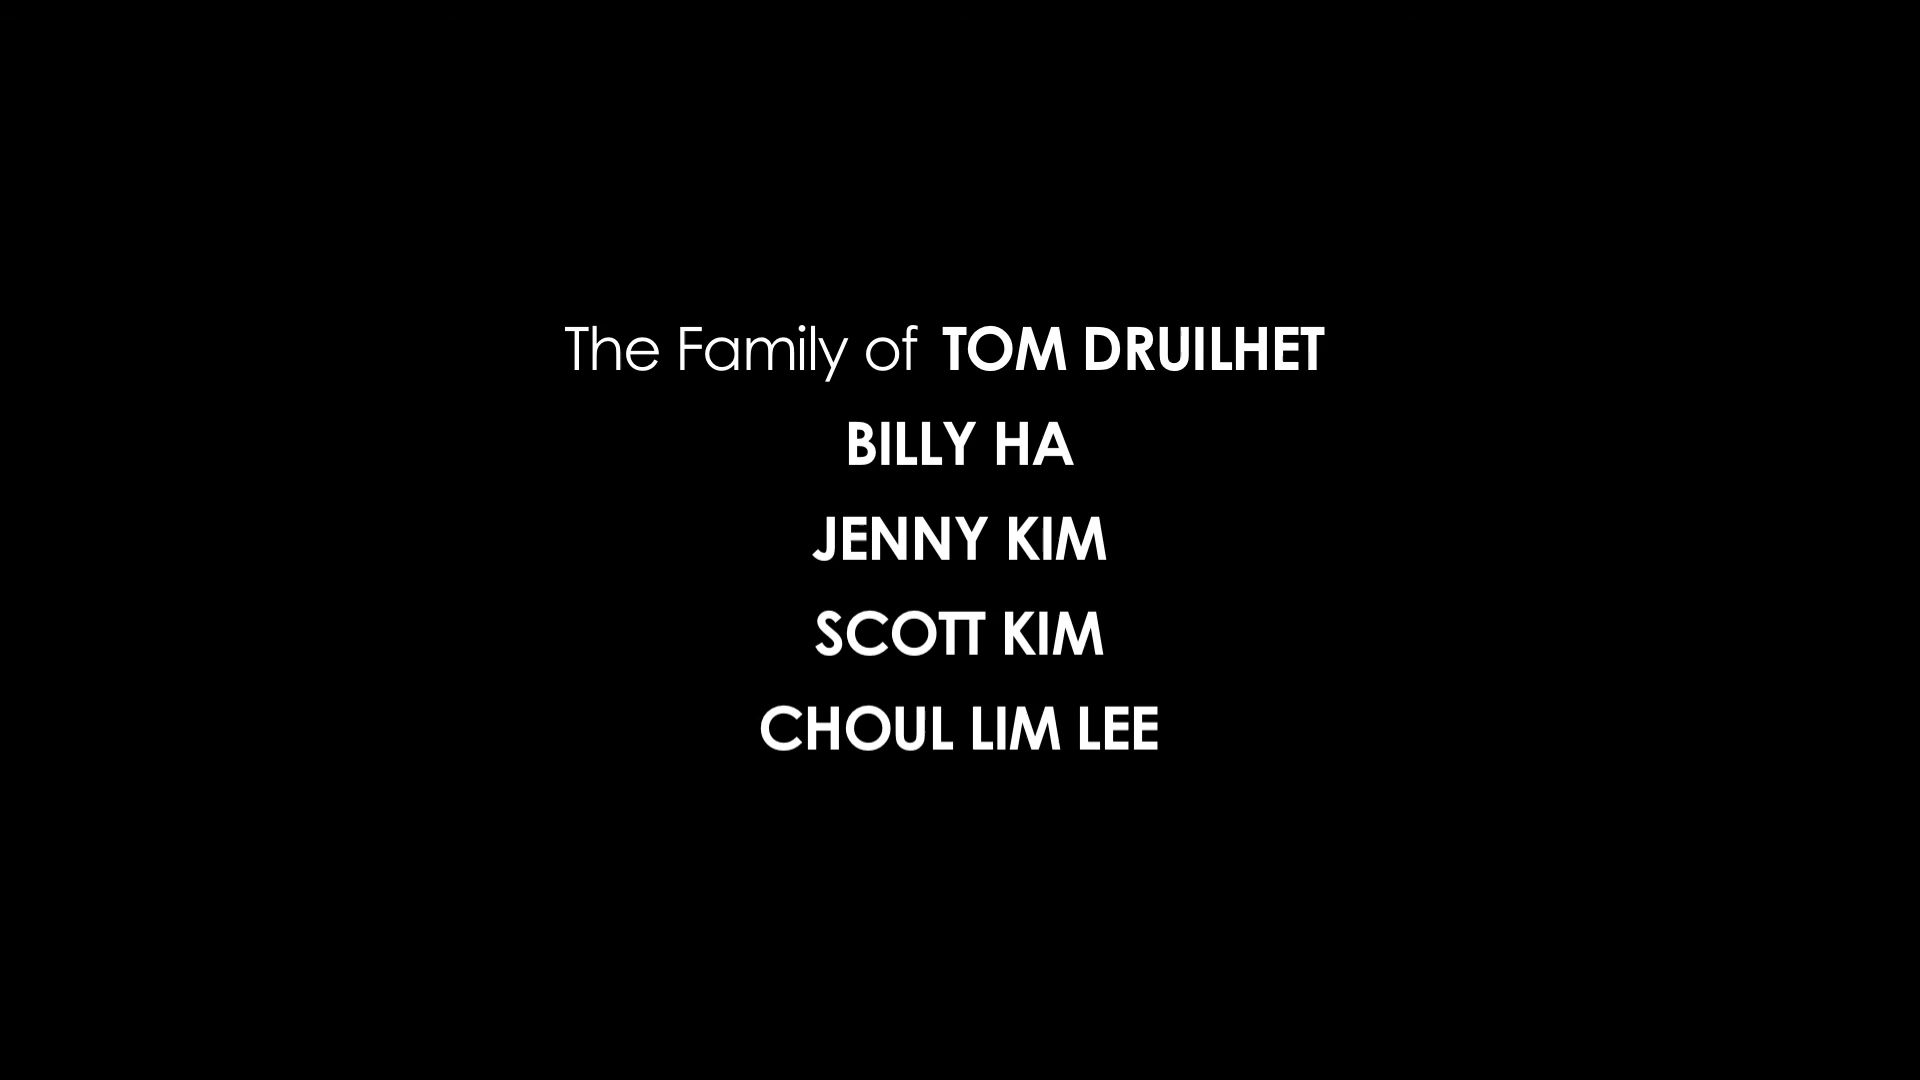 The Family of TOM DRUILHET
BILLY HA
JENNY KIM
SCOTT KIM
CHOUL LIM LEE